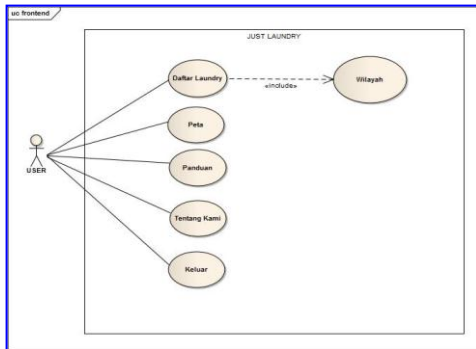 uc frontend
JUST LAUNDRY
Daftar Laundry
«include»
Wilayah
Peta
USER
Panduan
Tentang Kami
Keluar